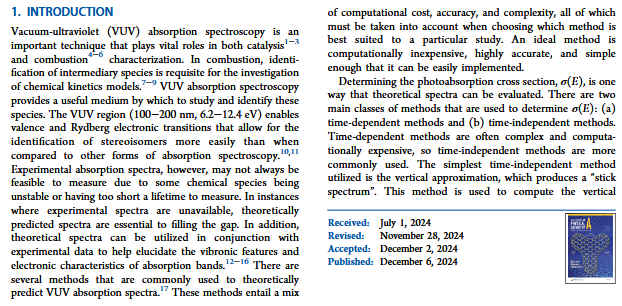 1. INTRODUCTION
Vacuum-ultraviolet (VUV) absorption spectroscopy is an
important technique that plays vital roles in both catalysis1−3
and combustion4−6 characterization. In combustion, identi-
fication of intermediary species is requisite for the investigation
of chemical kinetics models.7−9 VUV absorption spectroscopy
provides a useful medium by which to study and identify these
species. The VUV region (100−200 nm, 6.2−12.4 eV) enables
valence and Rydberg electronic transitions that allow for the
identification of stereoisomers more easily than when
compared to other forms of absorption spectroscopy.10,11
Experimental absorption spectra, however, may not always be
feasible to measure due to some chemical species being
unstable or having too short a lifetime to measure. In instances
where experimental spectra are unavailable, theoretically
predicted spectra are essential to filling the gap. In addition,
theoretical spectra can be utilized in conjunction with
experimental data to help elucidate the vibronic features and
electronic characteristics of absorption bands.12−16 There are
several methods that are commonly used to theoretically
predict VUV absorption spectra.17 These methods entail a mix
of computational cost, accuracy, and complexity, all of which
must be taken into account when choosing which method is
best suited to a particular study. An ideal method is
computationally inexpensive, highly accurate, and simple
enough that it can be easily implemented.
Determining the photoabsorption cross section, σ(E), is one
way that theoretical spectra can be evaluated. There are two
main classes of methods that are used to determine σ(E): (a)
time-dependent methods and (b) time-independent methods.
Time-dependent methods are often complex and computa-
tionally expensive, so time-independent methods are more
commonly used. The simplest time-independent method
utilized is the vertical approximation, which produces a "stick
spectrum". This method is used to compute the vertical
Received: July 1, 2024
Revised: November 28, 2024
Accepted: December 2, 2024
Published: December 6, 2024